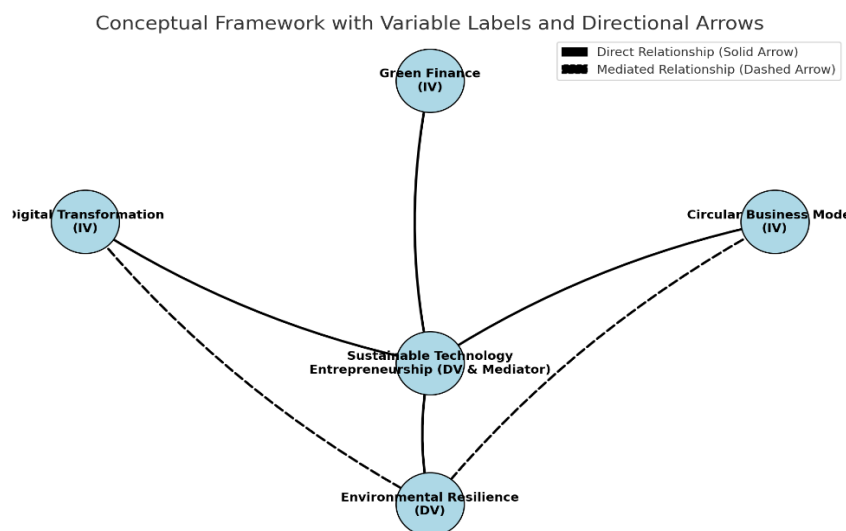 Conceptual Framework with Variable Labels and Directional Arrows
Direct Relationship (Solid Arrow)
Mediated Relationship (Dashed Arrow)
Green Finance
(IV)
Digital Transformation
(IV)
Circular Business Mode
(IV)
Sustainable Technology
Entrepreneurship (DV & Mediator)
Environmental Resilience
(DV)